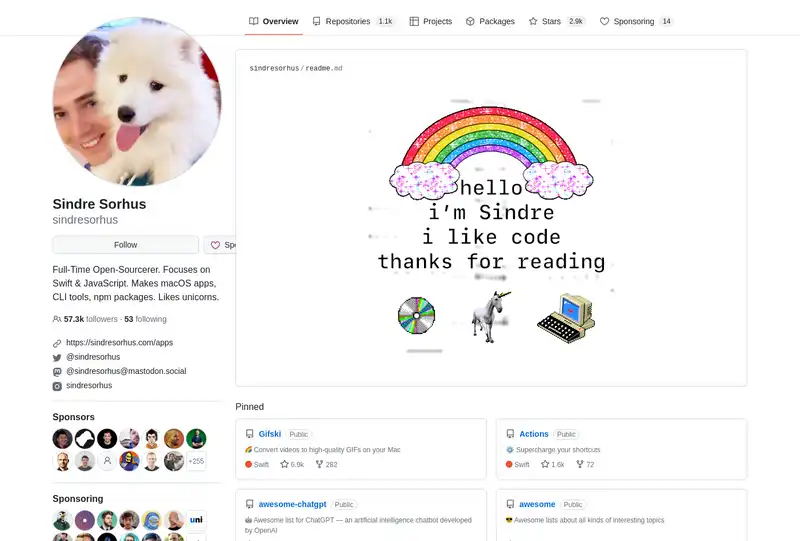 Overview
Repositories 1.1k
Projects
Packages
Stars 2.9k
Sponsoring 14
sindresorhus/readme.md
hello
i'm Sindre
i like code
thanks for reading
Sindre Sorhus
sindresorhus
Follow
Spo
Full-Time Open-Sourcerer. Focuses on
Swift & JavaScript. Makes macOS apps,
CLI tools, npm packages. Likes unicorns.
57.3k followers · 53 following
https://sindresorhus.com/apps
@sindresorhus
@sindresorhus@mastodon.social
sindresorhus
Sponsors
+255
Sponsoring
uni
Pinned
Gifski Public
Convert videos to high-quality GIFs on your Mac
Swift 6.9k 282
Actions Public
Supercharge your shortcuts
Swift 1.6k 72
awesome-chatgpt Public
Awesome list for ChatGPT — an artificial intelligence chatbot developed
by OpenAI
awesome Public
Awesome lists about all kinds of interesting topics